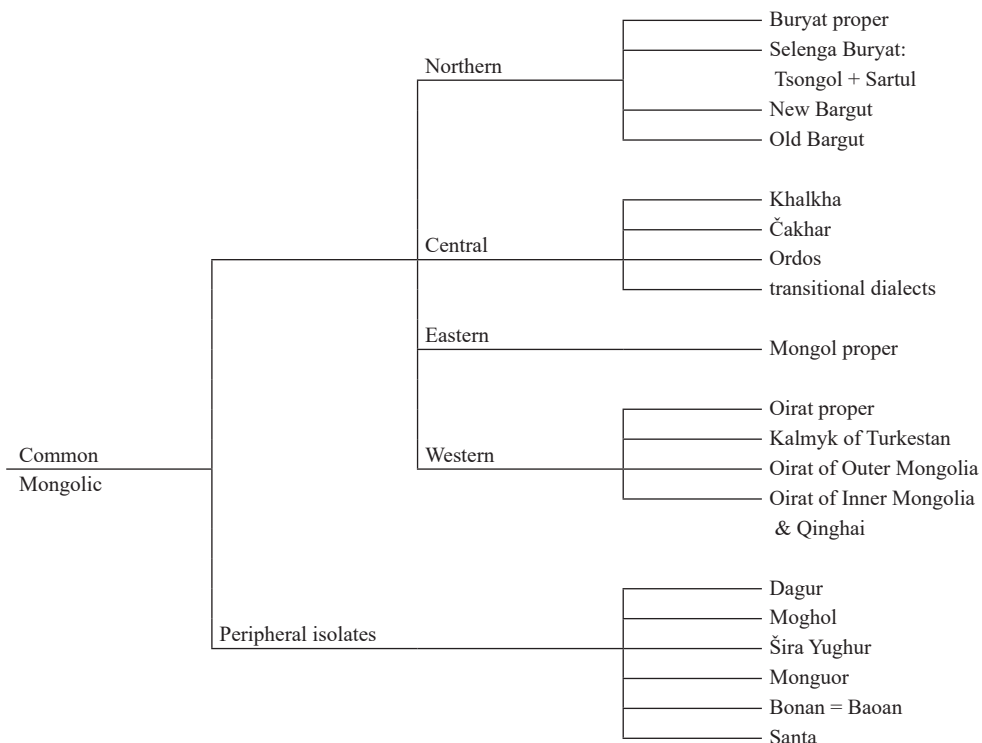 Buryat proper
Northern
Selenga Buryat:
Tsongol + Sartul
New Bargut
Old Bargut
Khalkha
Central
Čakhar
Ordos
transitional dialects
Eastern
Mongol proper
Oirat proper
Kalmyk of Turkestan
Western
Oirat of Outer Mongolia
Oirat of Inner Mongolia
& Qinghai
Common
Mongolic
Dagur
Moghol
Peripheral isolates
Šira Yughur
Monguor
Bonan = Baoan
Santa